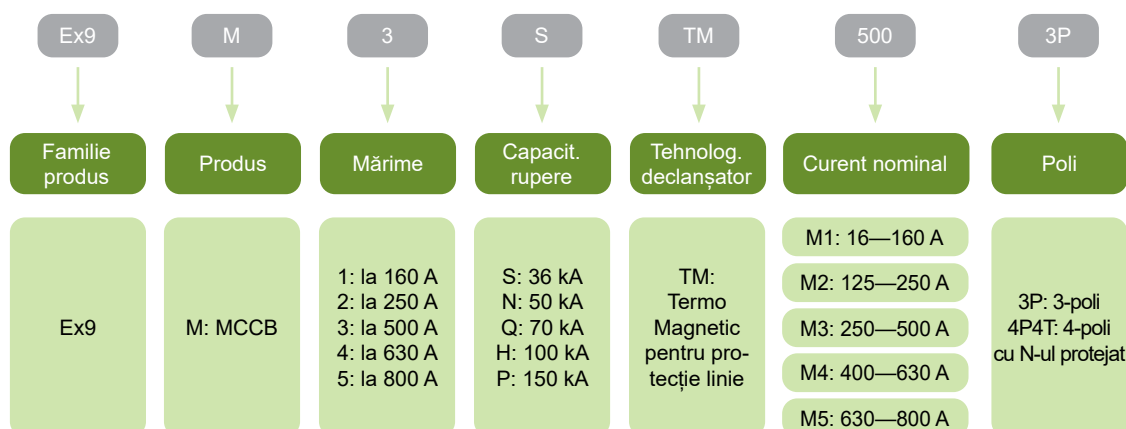 Ex9
M
3
S
TM
500
3P
Familie
produs
Produs
Mărime
Capacit.
rupere
Tehnolog.
declanșator
Curent nominal
Poli
Ex9
M: MCCB
1: la 160 A
2: la 250 A
3: la 500 A
4: la 630 A
5: la 800 A
S: 36 kA
N: 50 kA
Q: 70 kA
H: 100 kA
P: 150 kA
TM:
Termo
Magnetic
pentru pro-
tecție linie
M1: 16—160 A
M2: 125—250 A
M3: 250—500 A
M4: 400—630 A
M5: 630—800 A
3P: 3-poli
4P4T: 4-poli
cu N-ul protejat